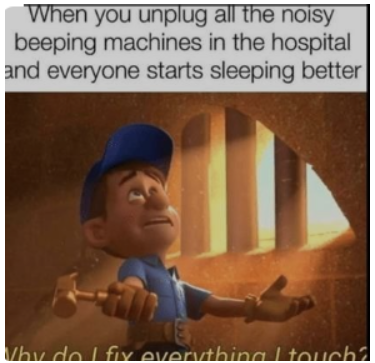 When you unplug all the noisy
beeping machines in the hospital
and everyone starts sleeping better
Why do I fix everything I touch?